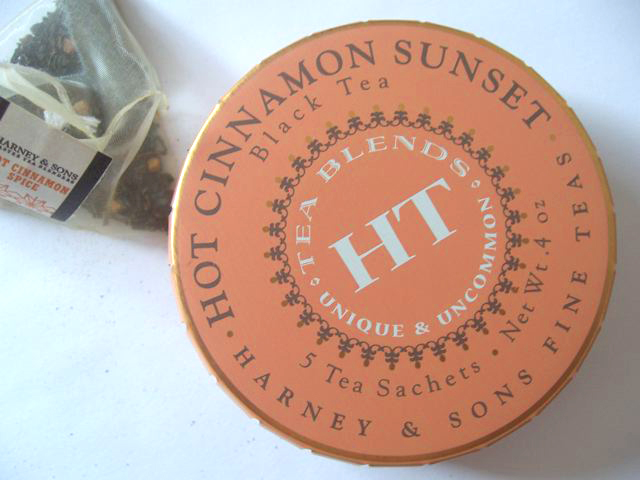 HOT CINNAMON SUNSET
Black Tea
TEA BLENDS
HT
UNIQUE & UNCOMMON
5 Tea Sachets • Net Wt. .4 oz
HARNEY & SONS FINE TEAS
HARNEY & SONS
OT CINNAMON
SPICE